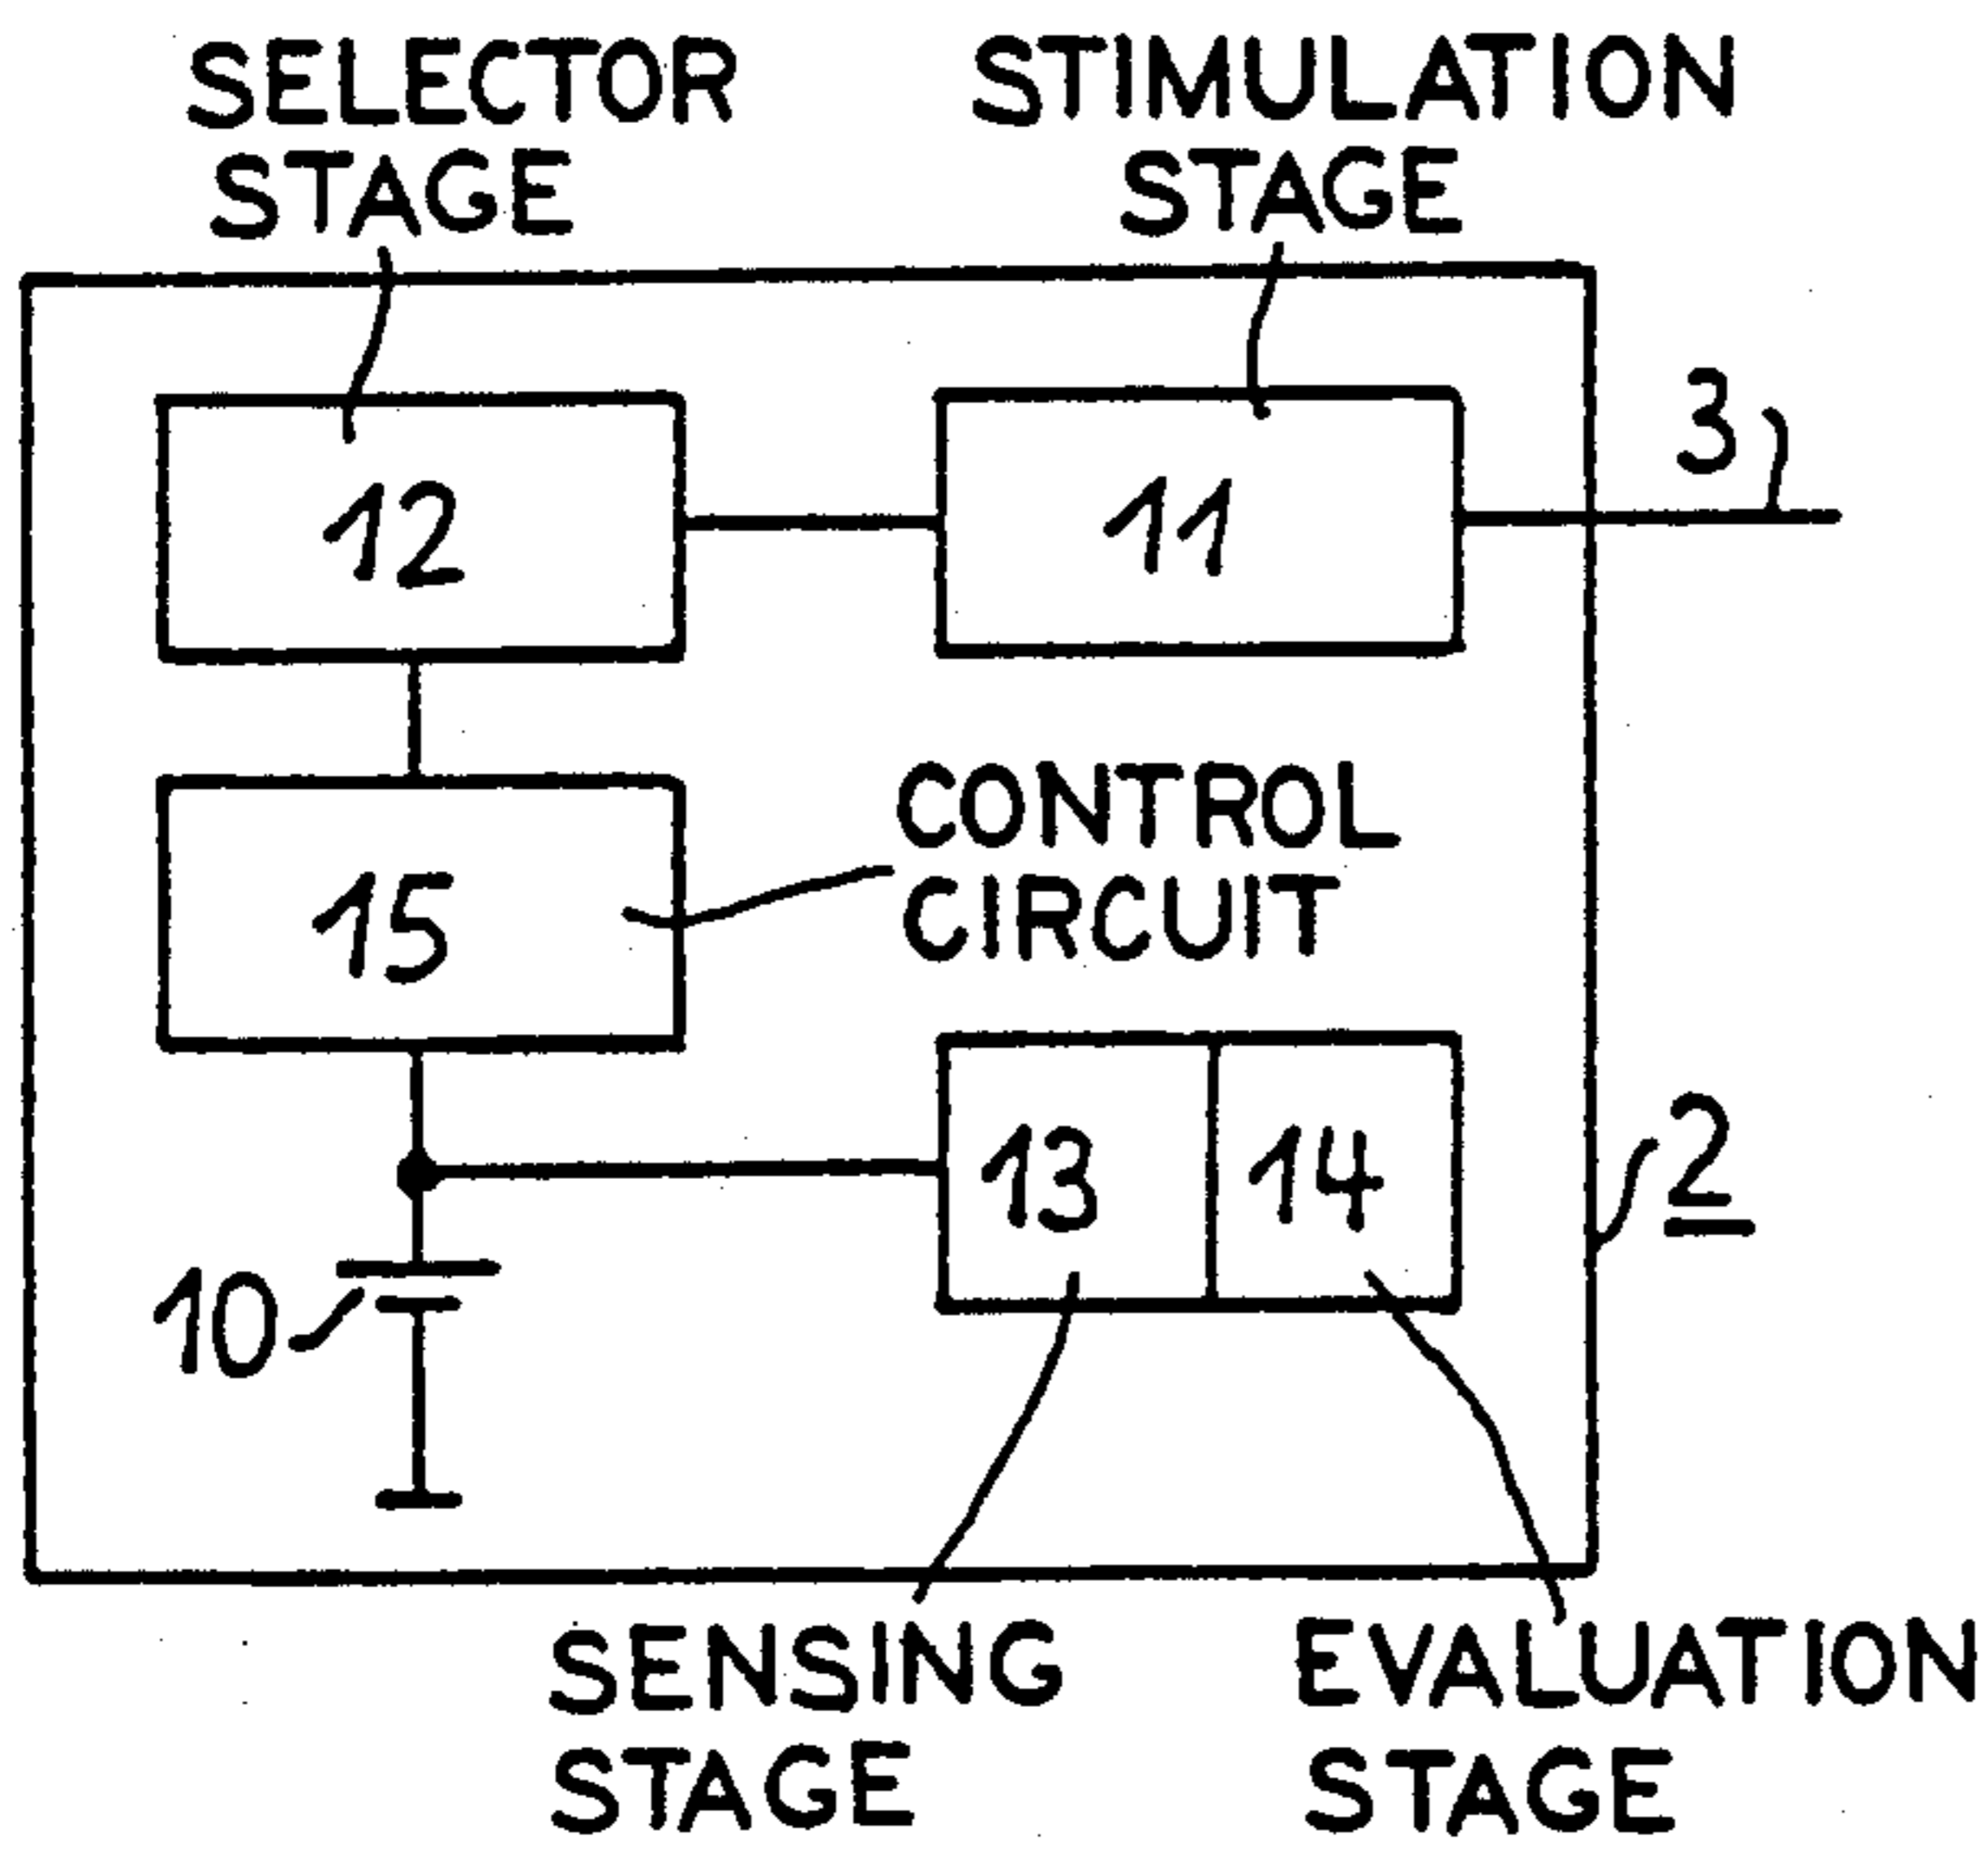 SELECTOR
STAGE
STIMULATION
STAGE
3
12
11
CONTROL
CIRCUIT
15
13
14
2
10
SENSING
STAGE
EVALUATION
STAGE